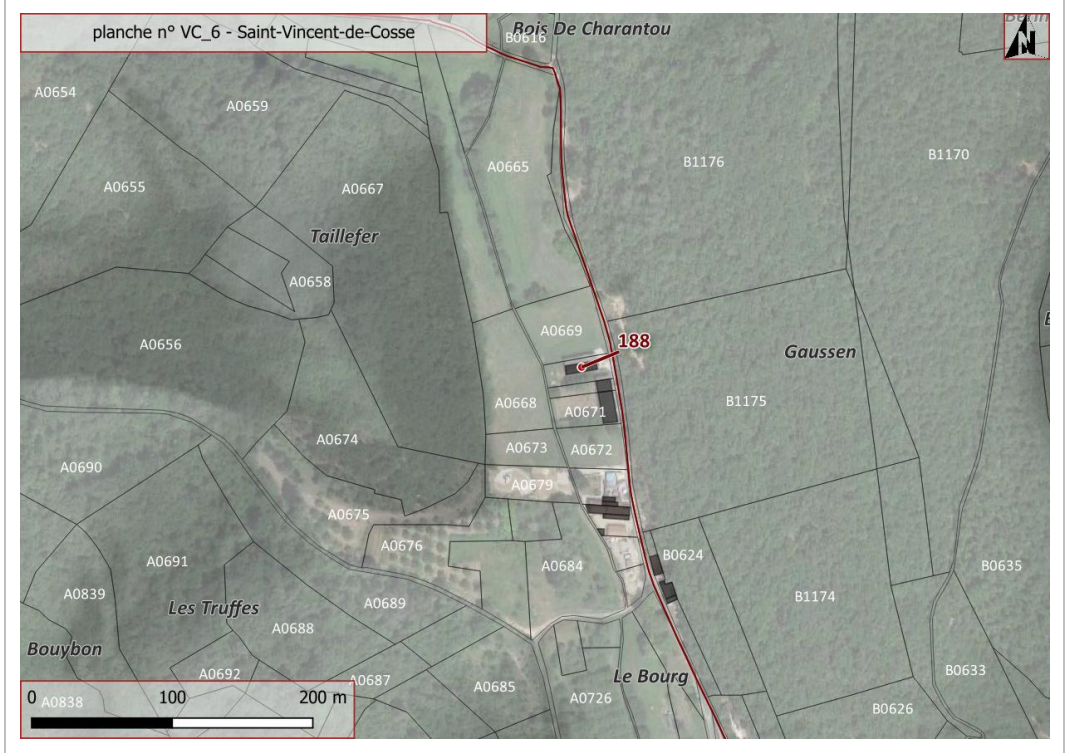 planche n° VC_6 - Saint-Vincent-de-Cosse
Bois De Charantou
B0616
A0654
A0659
B1176
B1170
A0665
A0655
A0667
Taillefer
A0658
A0669
188
A0656
Gaussen
A0668
A0671
B1175
A0674
A0673
A0672
A0690
A0679
A0675
A0676
A0691
A0684
B0624
B0635
A0839
Les Truffes
A0689
B1174
A0688
Bouybon
A0692
A0687
A0685
Le Bourg
B0633
A0726
B0626
0
100
200 m
A0838
N